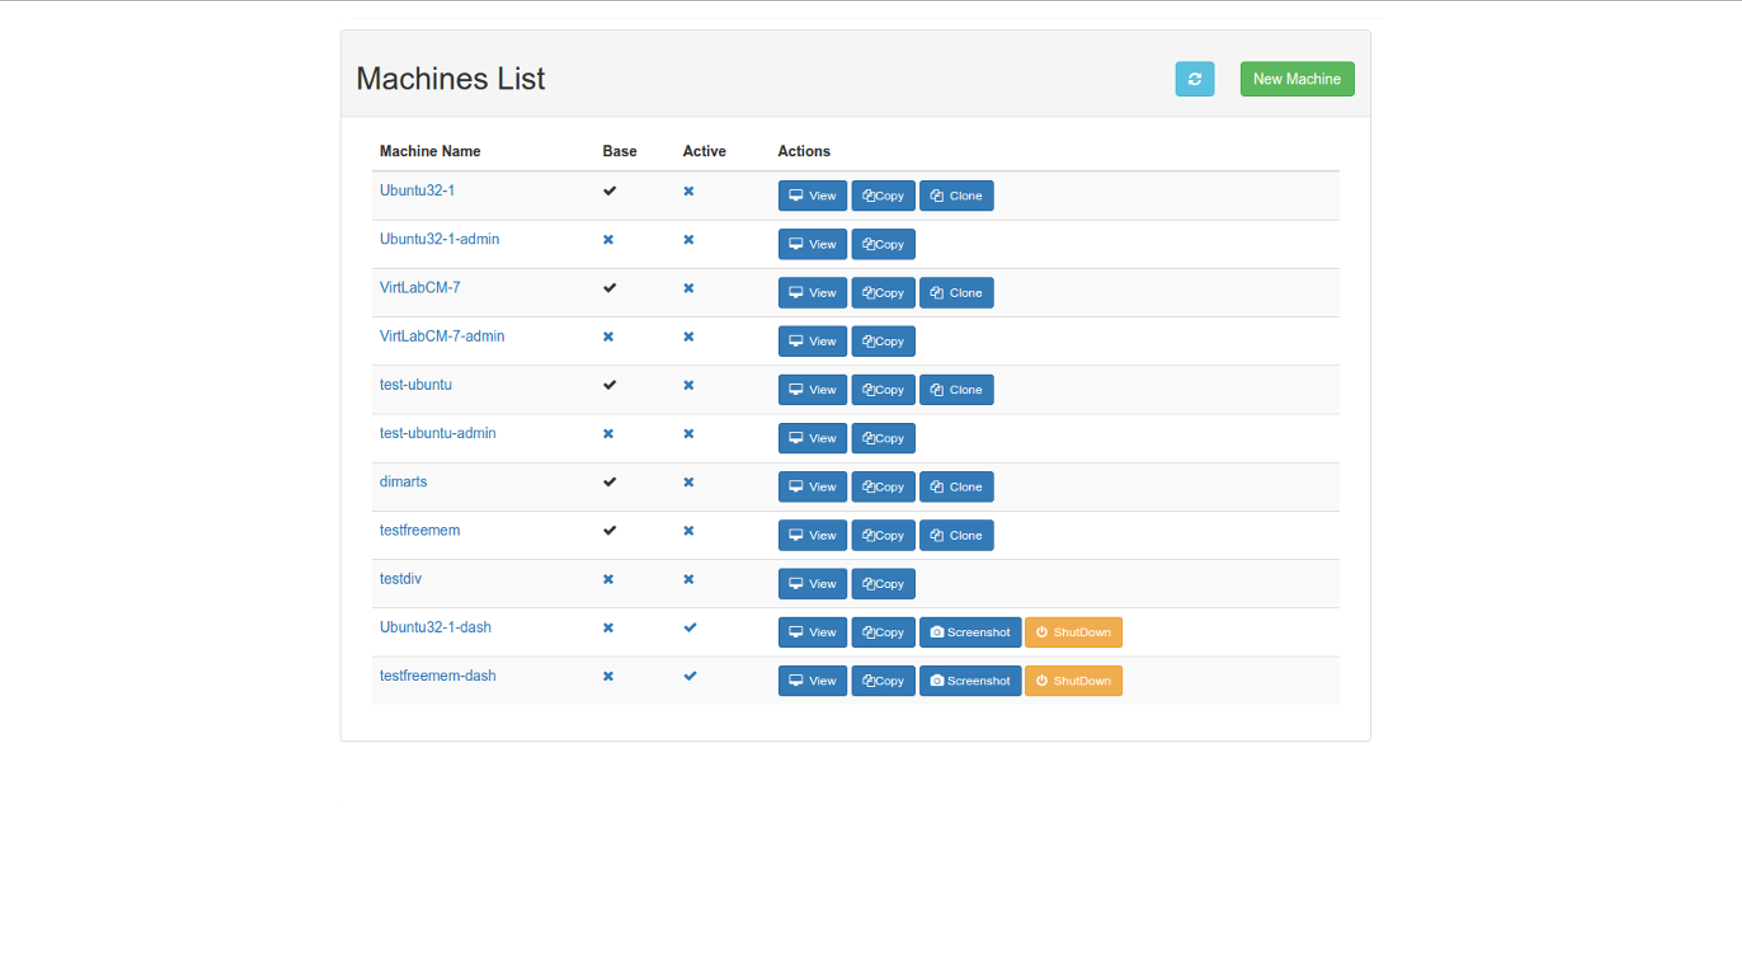 Machines List New Machine
Machine Name Base Active Actions
Ubuntu32-1 View Copy Clone
Ubuntu32-1-admin View Copy
VirtLabCM-7 View Copy Clone
VirtLabCM-7-admin View Copy
test-ubuntu View Copy Clone
test-ubuntu-admin View Copy
dimarts View Copy Clone
testfreemem View Copy Clone
testdiv View Copy
Ubuntu32-1-dash View Copy Screenshot ShutDown
testfreemem-dash View Copy Screenshot ShutDown